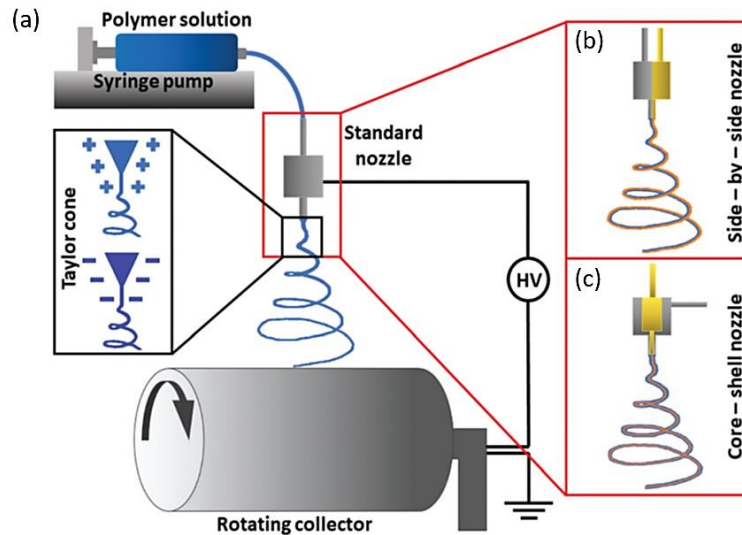 (a)
Polymer solution
Syringe pump
Standard
nozzle
Taylor cone
HV
Rotating collector
(b)
Side – by – side nozzle
(c)
Core – shell nozzle